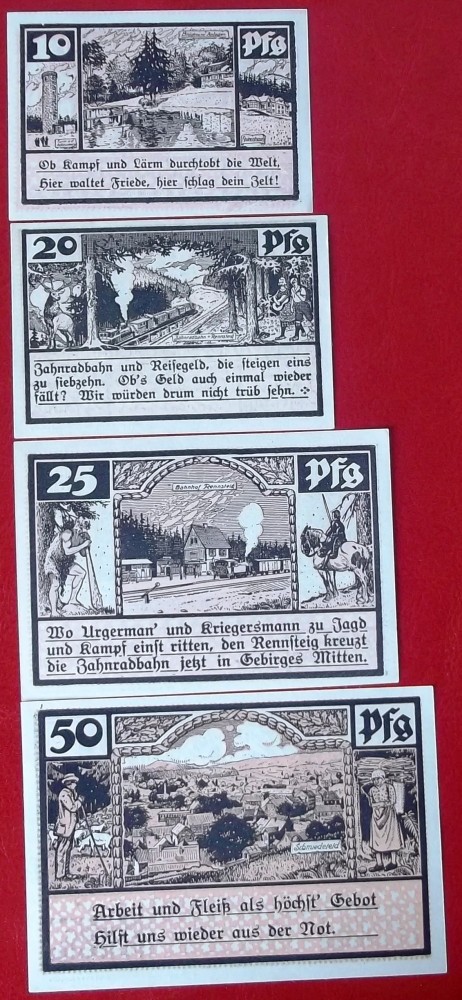 10 Pfg
Ob Kampf und Lärm durchtobt die Welt,
Hier waltet Friede, hier schlag dein Zelt!
20 Pfg
Zahnradbahn - Rennsteig
Zahnradbahn und Reisegeld, die steigen eins
zu siebzehn. Ob's Geld auch einmal wieder
fällt? Wir würden drum nicht trüb sehn.
25 Pfg
Bahnhof Rennsteig
Wo Urgerman' und Kriegersmann zu Jagd
und Kampf einst ritten, den Rennsteig kreuzt
die Zahnradbahn jetzt in Gebirges Mitten.
50 Pfg
Schmiedefeld
Arbeit und Fleiß als höchst' Gebot
Hilft uns wieder aus der Not.